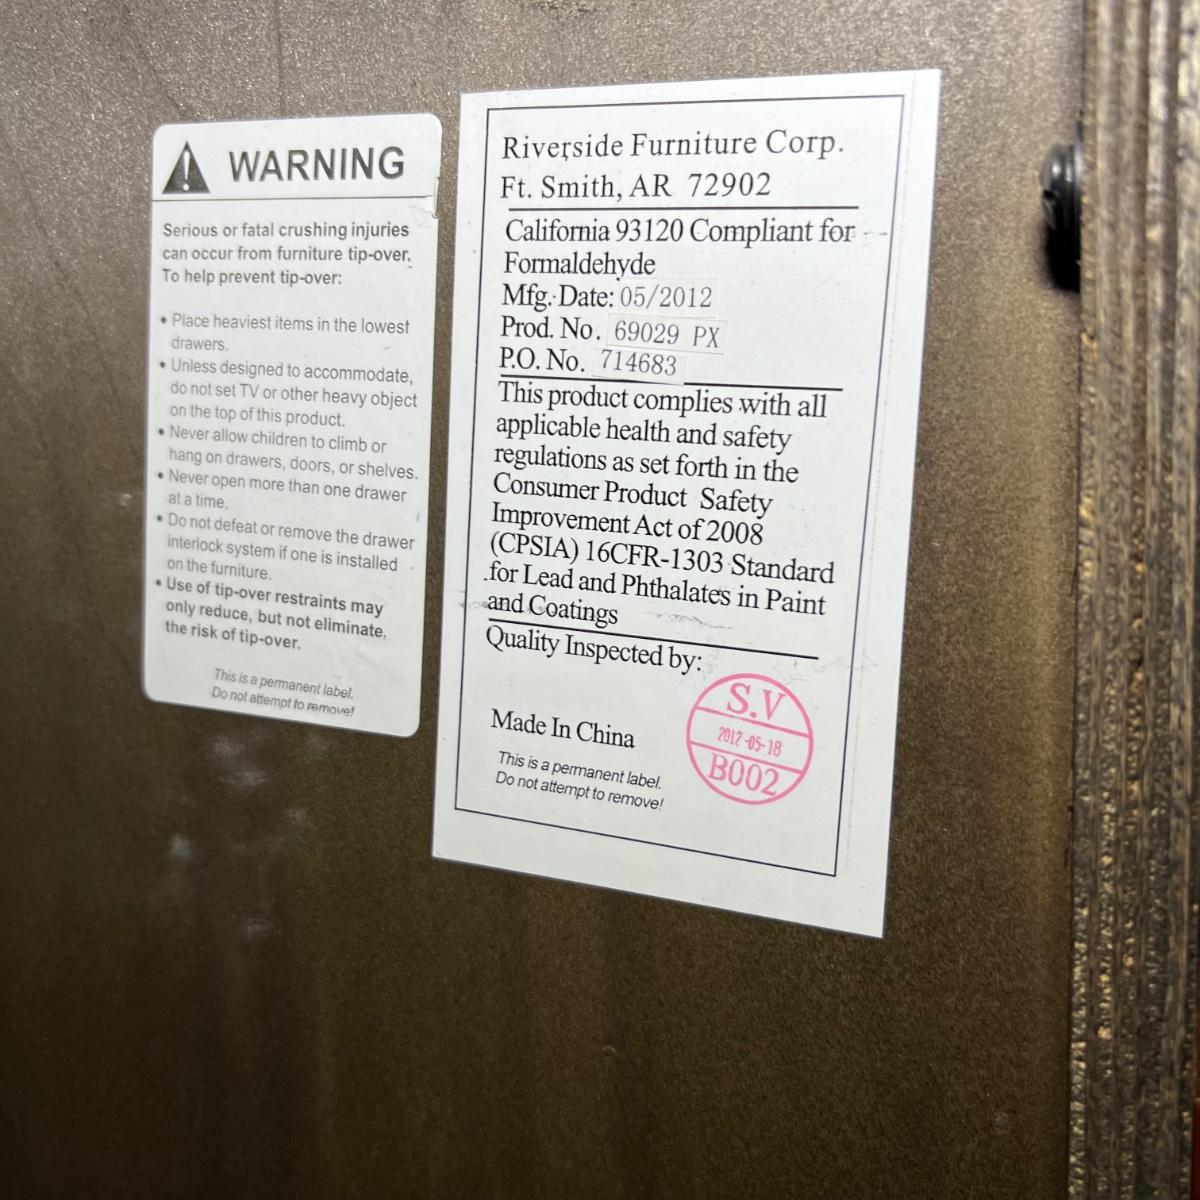 WARNING
Serious or fatal crushing injuries
can occur from furniture tip-over.
To help prevent tip-over:
• Place heaviest items in the lowest
drawers.
• Unless designed to accommodate,
do not set TV or other heavy object
on the top of this product.
• Never allow children to climb or
hang on drawers, doors, or shelves.
• Never open more than one drawer
at a time.
• Do not defeat or remove the drawer
interlock system if one is installed
on the furniture.
• Use of tip-over restraints may
only reduce, but not eliminate,
the risk of tip-over.
This is a permanent label.
Do not attempt to remove!
Riverside Furniture Corp.
Ft. Smith, AR 72902
California 93120 Compliant for
Formaldehyde
Mfg. Date: 05/2012
Prod. No. 69029 PX
P.O. No. 714683
This product complies with all
applicable health and safety
regulations as set forth in the
Consumer Product Safety
Improvement Act of 2008
(CPSIA) 16CFR-1303 Standard
for Lead and Phthalates in Paint
and Coatings
Quality Inspected by:
S.V
2012-05-18
B002
Made In China
This is a permanent label.
Do not attempt to remove!